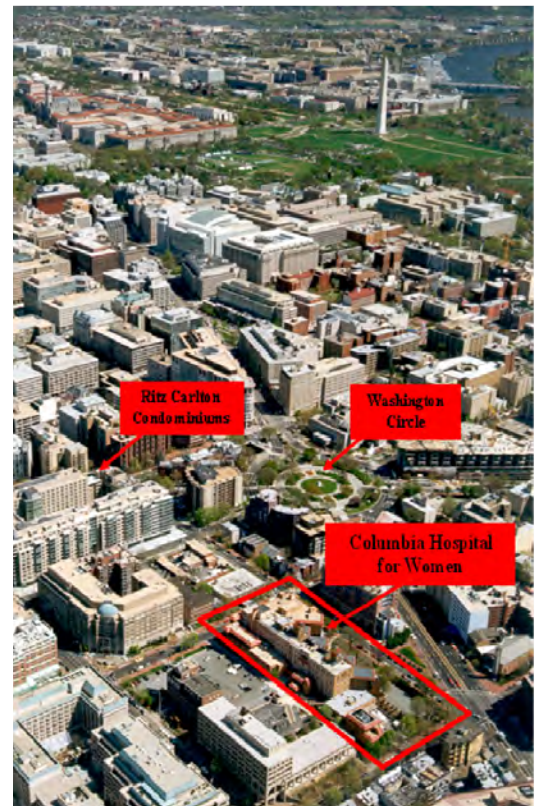 Ritz Carlton
Condominiums
Washington
Circle
Columbia Hospital
for Women